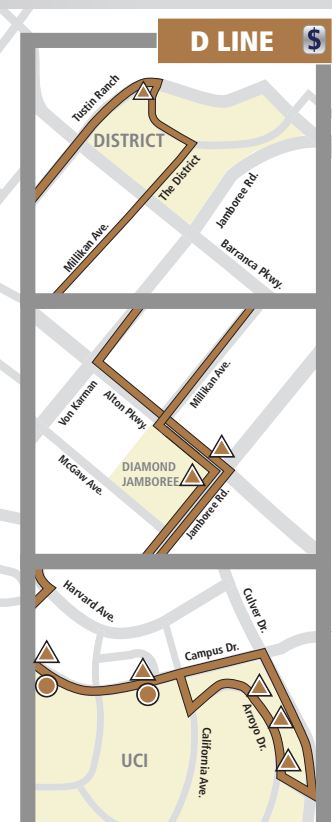 D LINE $
Tustin Ranch
DISTRICT
The District
Jamboree Rd.
Millikan Ave.
Barranca Pkwy.
Millikan Ave.
Von Karman
Alton Pkwy.
McGaw Ave.
DIAMOND
JAMBOREE
Jamboree Rd.
Harvard Ave.
Culver Dr.
Campus Dr.
Arroyo Dr.
California Ave.
UCI